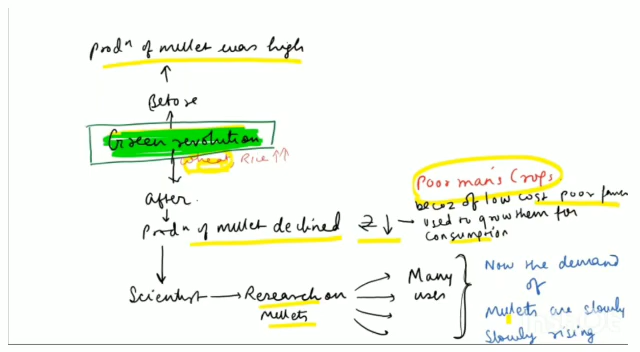 Prodn of millet was high
Before
Green revolution
wheat Rice ↑↑
after.
Prodn of millet declined
Poor man's Crops
becoz of low cost poor
used to grow them for
consumption
Scientist → Research on
millets
Many
uses
Now the demand
of
Millets are slowly
slowly rising